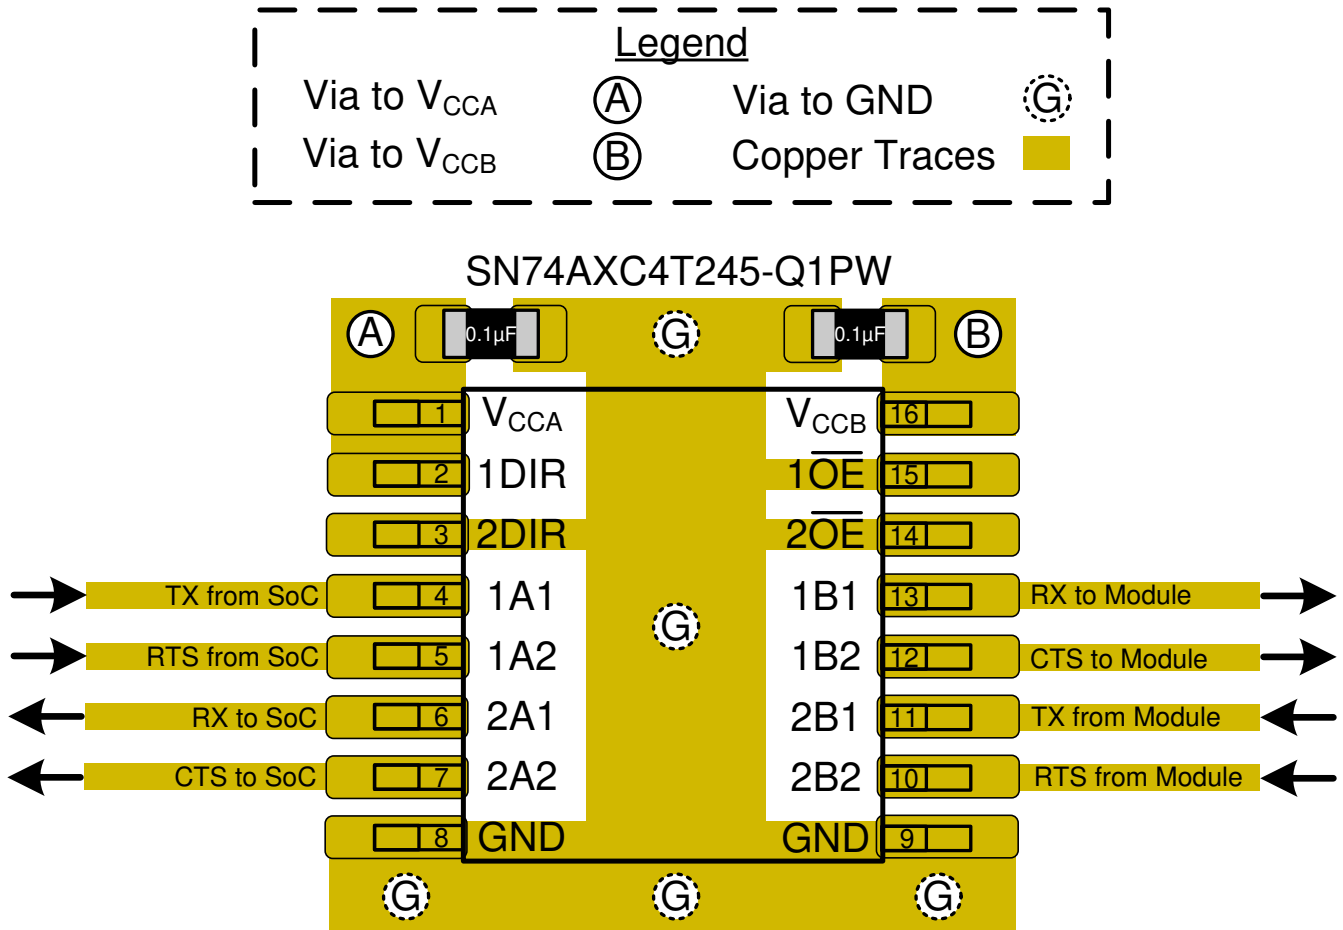 Legend
Via to VCCA A Via to GND G
Via to VCCB B Copper Traces
SN74AXC4T245-Q1PW
A 0.1µF G 0.1µF B
1 VCCA VCCB 16
2 1DIR 1O̅E̅ 15
3 2DIR 2O̅E̅ 14
TX from SoC 4 1A1 1B1 13 RX to Module
G
RTS from SoC 5 1A2 1B2 12 CTS to Module
RX to SoC 6 2A1 2B1 11 TX from Module
CTS to SoC 7 2A2 2B2 10 RTS from Module
8 GND GND 9
G G G